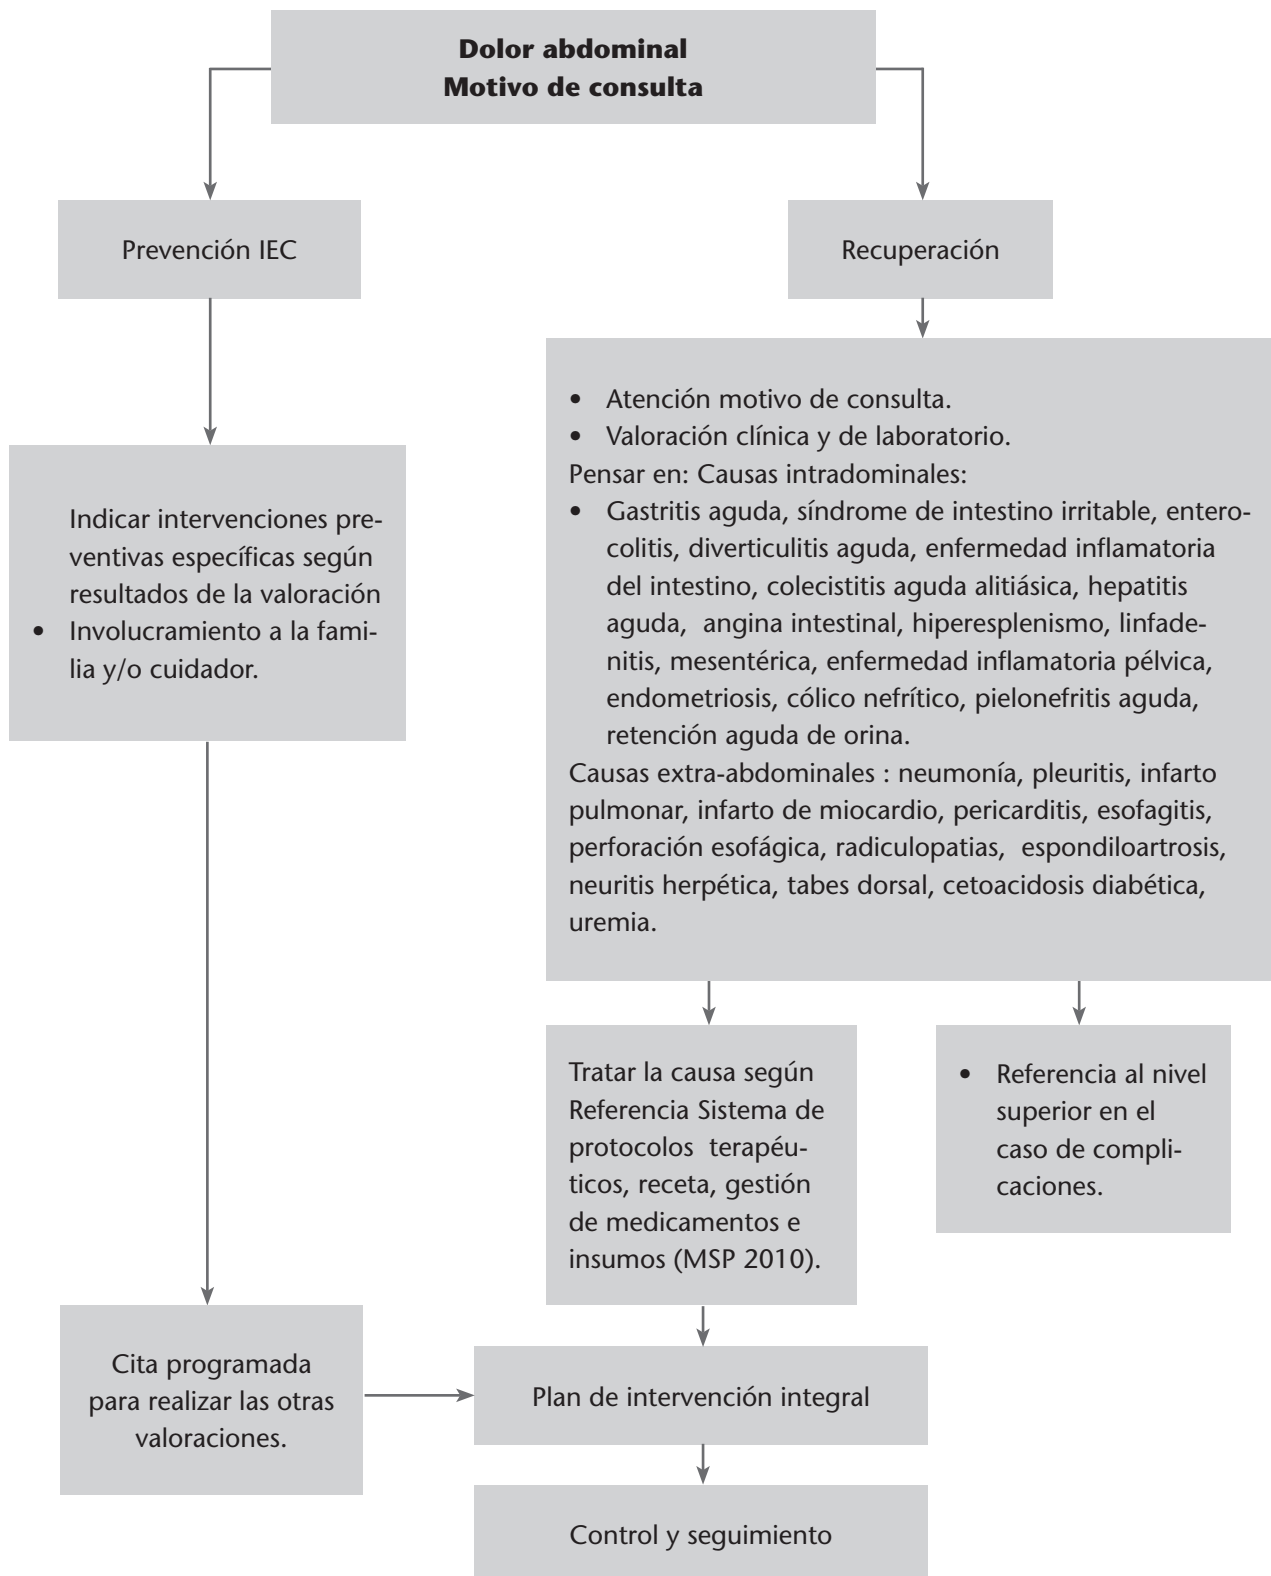 Dolor abdominal
Motivo de consulta
Prevención IEC
Recuperación
Indicar intervenciones pre-
ventivas específicas según
resultados de la valoración
• Involucramiento a la fami-
lia y/o cuidador.
• Atención motivo de consulta.
• Valoración clínica y de laboratorio.
Pensar en: Causas intradominales:
• Gastritis aguda, síndrome de intestino irritable, entero-
colitis, diverticulitis aguda, enfermedad inflamatoria
del intestino, colecistitis aguda alitiásica, hepatitis
aguda, angina intestinal, hiperesplenismo, linfade-
nitis, mesentérica, enfermedad inflamatoria pélvica,
endometriosis, cólico nefrítico, pielonefritis aguda,
retención aguda de orina.
Causas extra-abdominales : neumonía, pleuritis, infarto
pulmonar, infarto de miocardio, pericarditis, esofagitis,
perforación esofágica, radiculopatias, espondiloartrosis,
neuritis herpética, tabes dorsal, cetoacidosis diabética,
uremia.
Tratar la causa según
Referencia Sistema de
protocolos terapéu-
ticos, receta, gestión
de medicamentos e
insumos (MSP 2010).
• Referencia al nivel
superior en el
caso de compli-
caciones.
Cita programada
para realizar las otras
valoraciones.
Plan de intervención integral
Control y seguimiento